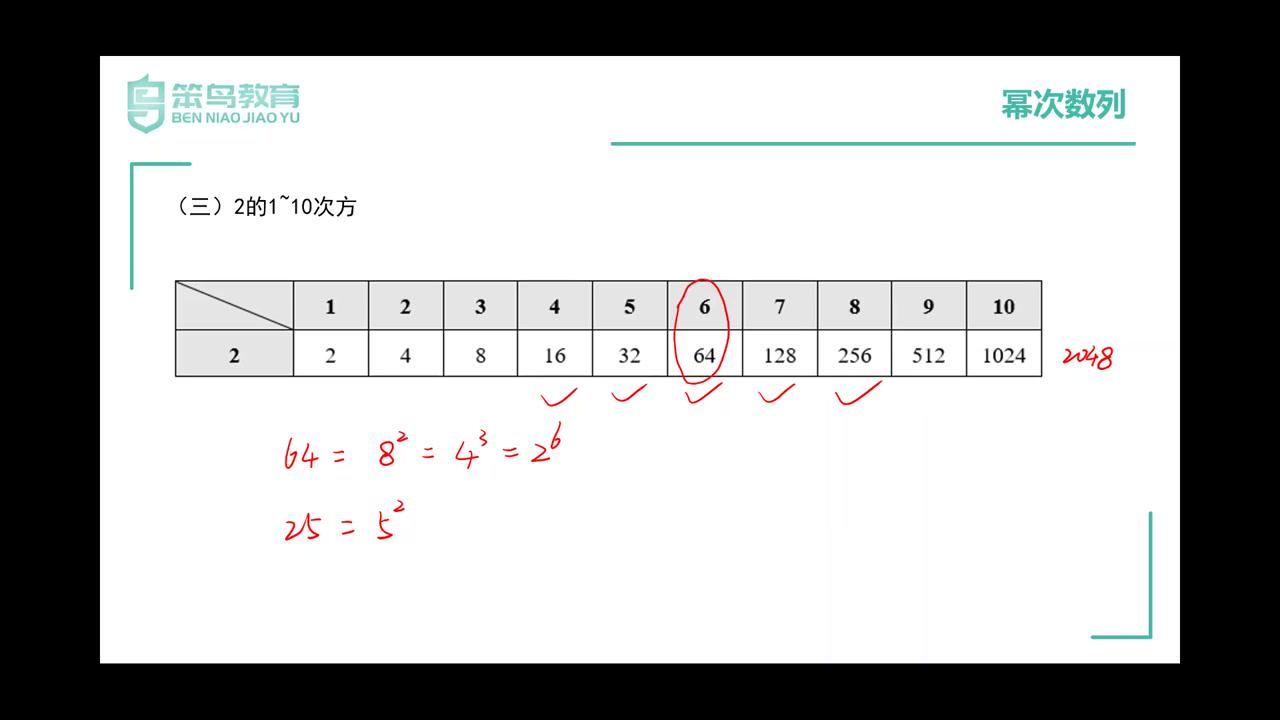 笨鸟教育
BEN NIAO JIAO YU
幂次数列
（三）2的1~10次方
1 2 3 4 5 6 7 8 9 10
2 2 4 8 16 32 64 128 256 512 1024 2048
64 = 8² = 4³ = 2⁶
25 = 5²